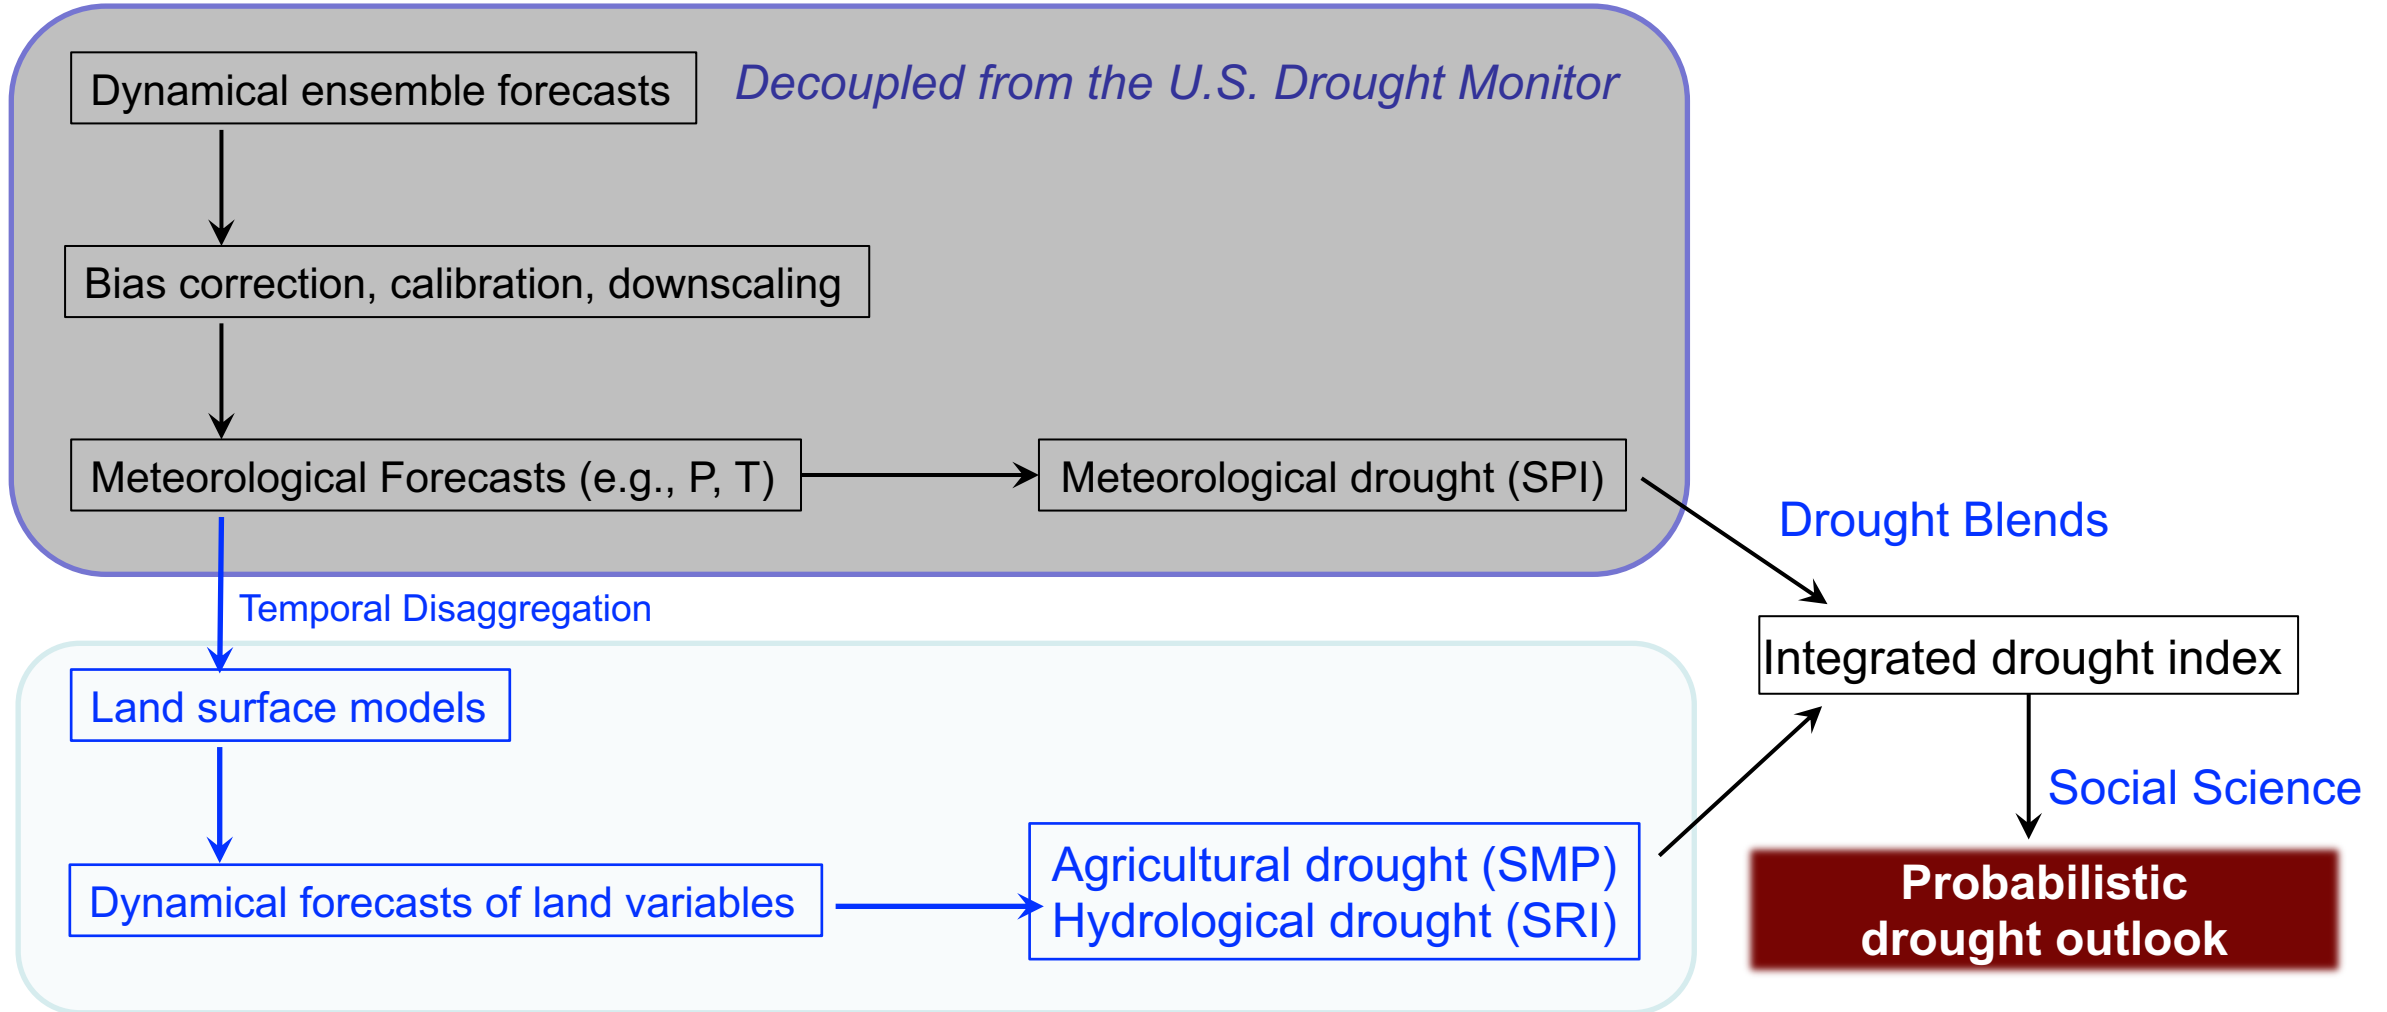 Dynamical ensemble forecasts
Decoupled from the U.S. Drought Monitor
Bias correction, calibration, downscaling
Meteorological Forecasts (e.g., P, T)
Meteorological drought (SPI)
Drought Blends
Temporal Disaggregation
Integrated drought index
Land surface models
Social Science
Dynamical forecasts of land variables
Agricultural drought (SMP)
Hydrological drought (SRI)
Probabilistic
drought outlook